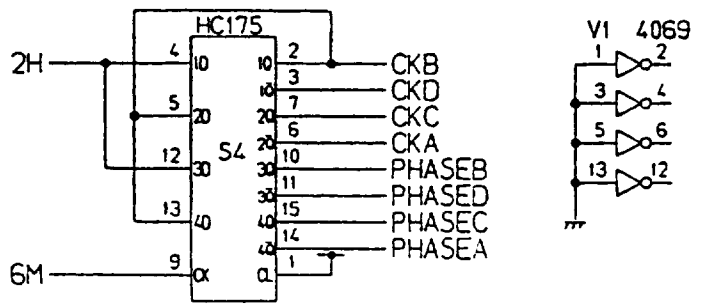 HC175
V1 4069
2H 4 1D 1Q 2 CKB
1Q̄ 3 CKD
5 2D 2Q 7 CKC
2Q̄ 6 CKA
S4
12 3D 3Q 10 PHASEB
3Q̄ 11 PHASED
13 4D 4Q 15 PHASEC
4Q̄ 14 PHASEA
6M 9 CK CL 1
1 2
3 4
5 6
13 12